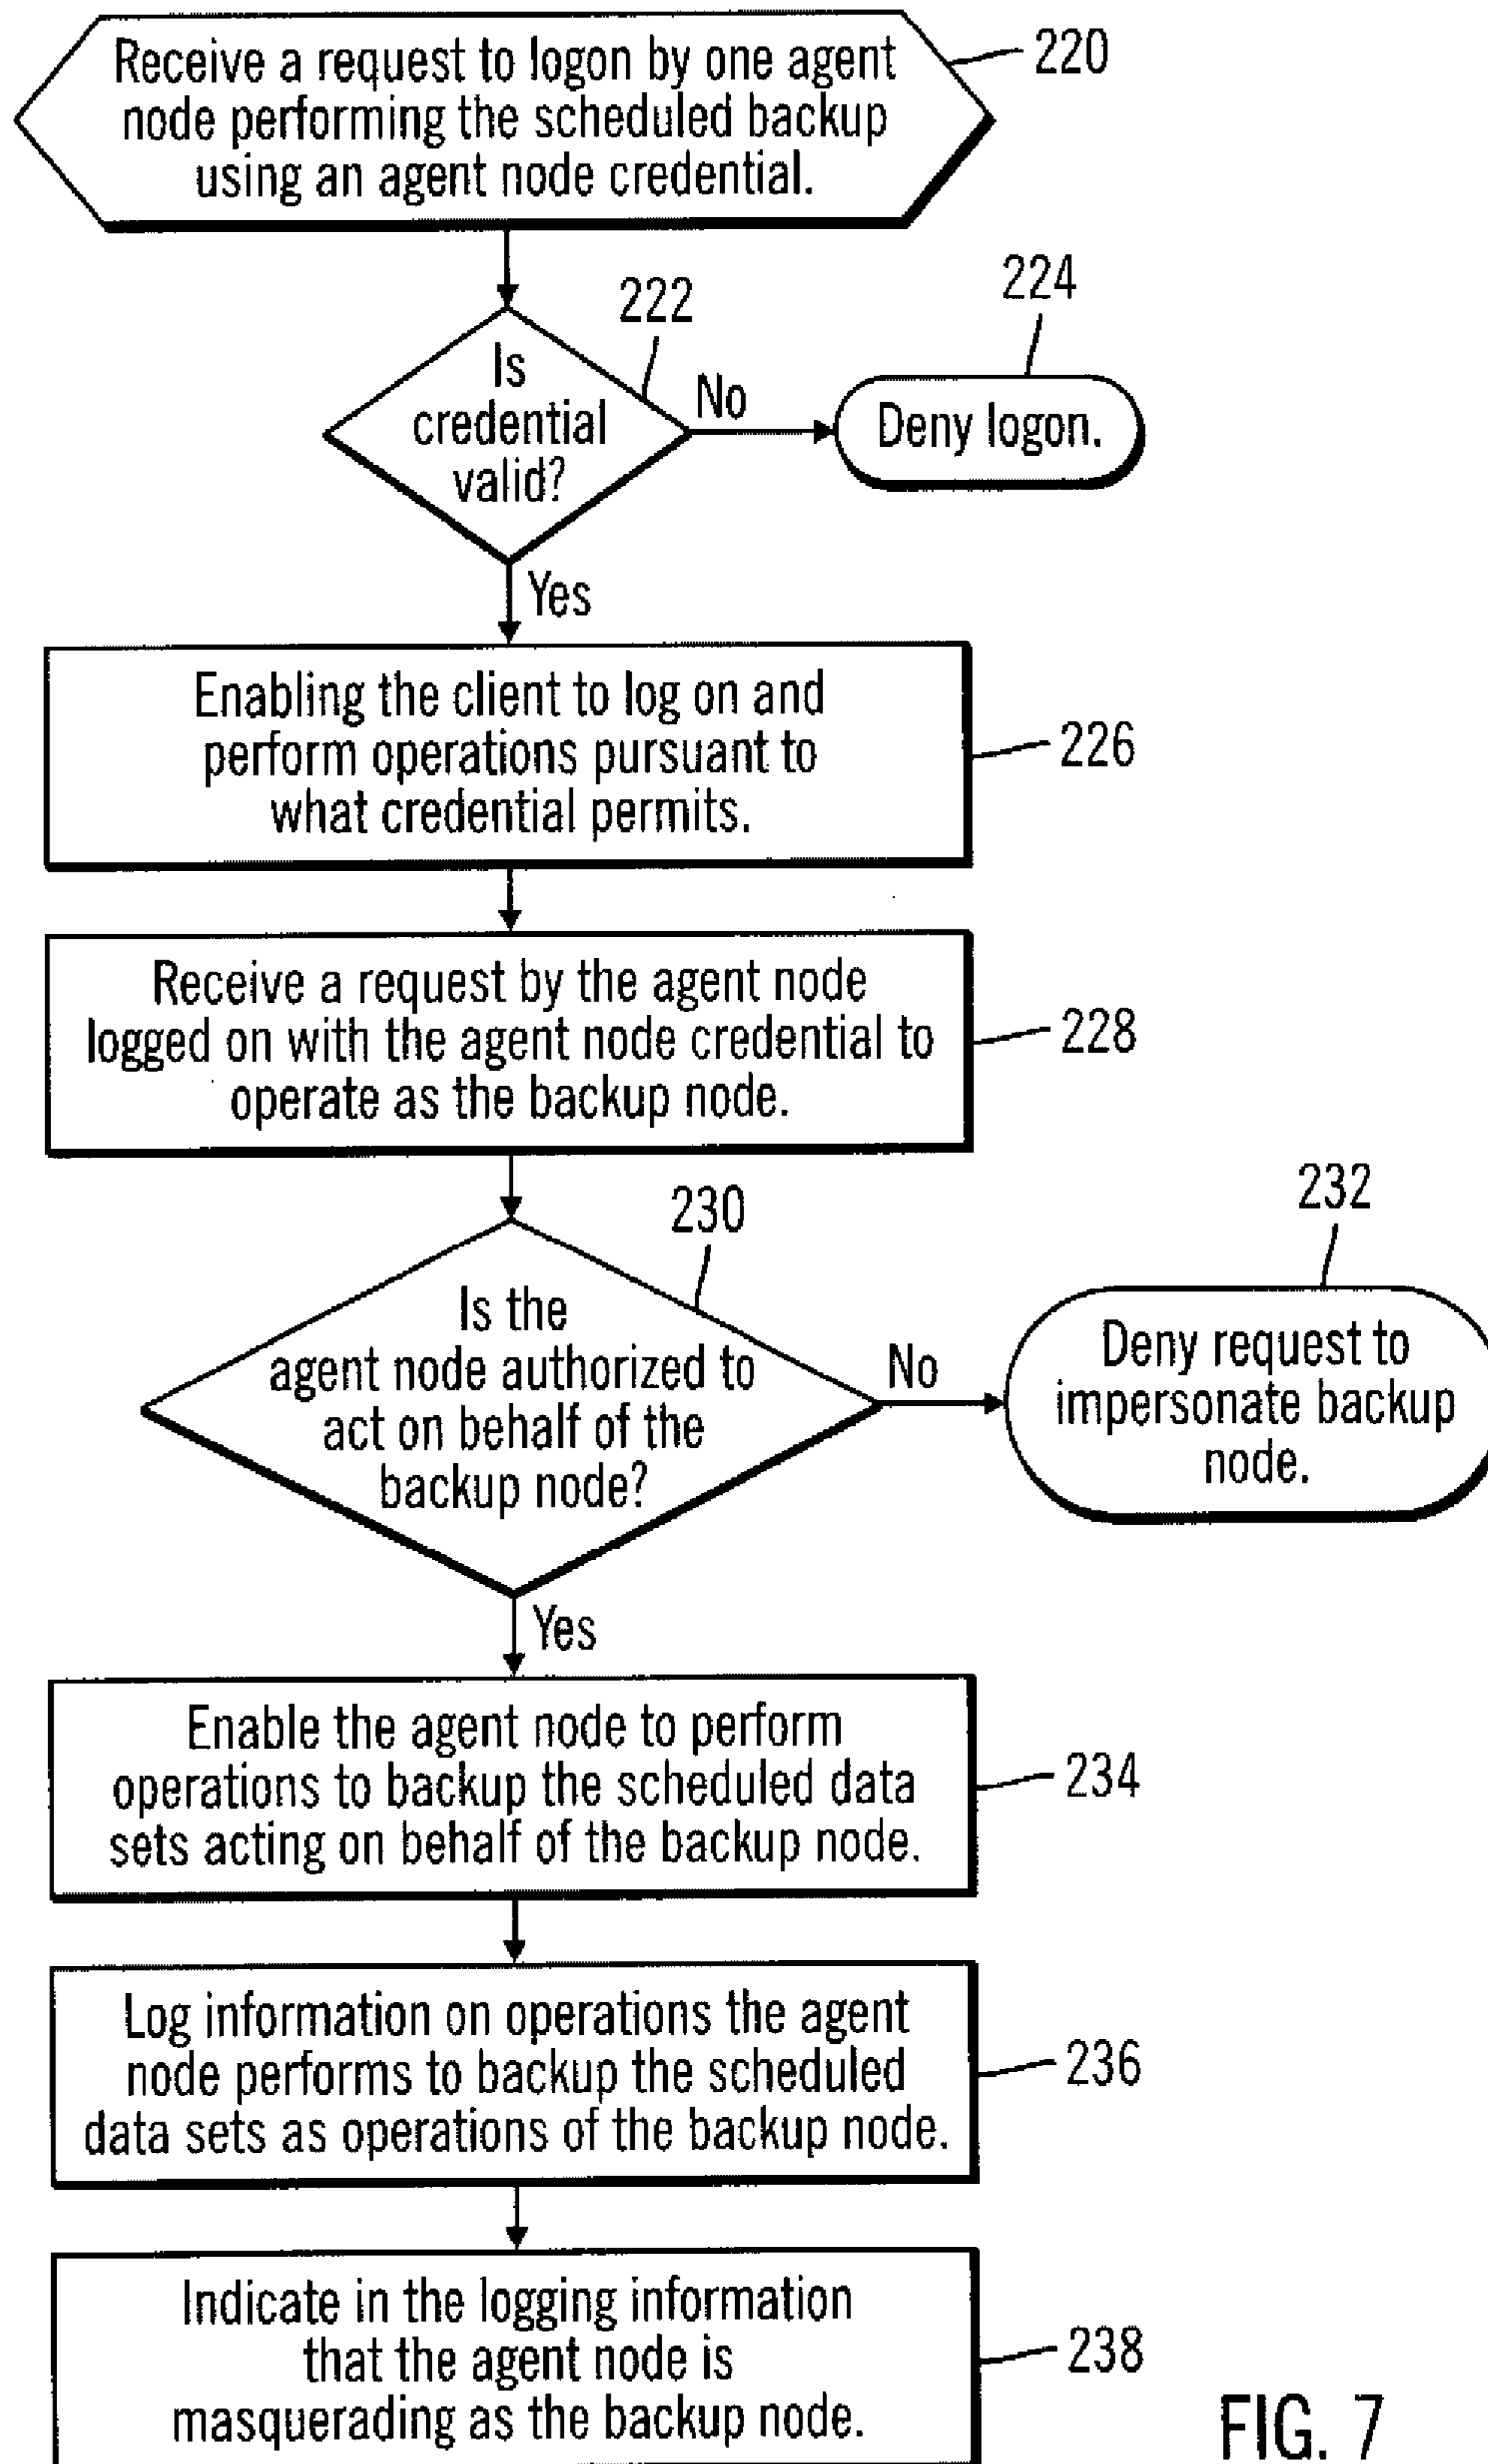 Receive a request to logon by one agent
node performing the scheduled backup
using an agent node credential.
220
222
224
Is
credential
valid?
No
Deny logon.
Yes
Enabling the client to log on and
perform operations pursuant to
what credential permits.
226
Receive a request by the agent node
logged on with the agent node credential to
operate as the backup node.
228
230
232
Is the
agent node authorized to
act on behalf of the
backup node?
No
Deny request to
impersonate backup
node.
Yes
Enable the agent node to perform
operations to backup the scheduled data
sets acting on behalf of the backup node.
234
Log information on operations the agent
node performs to backup the scheduled
data sets as operations of the backup node.
236
Indicate in the logging information
that the agent node is
masquerading as the backup node.
238
FIG. 7